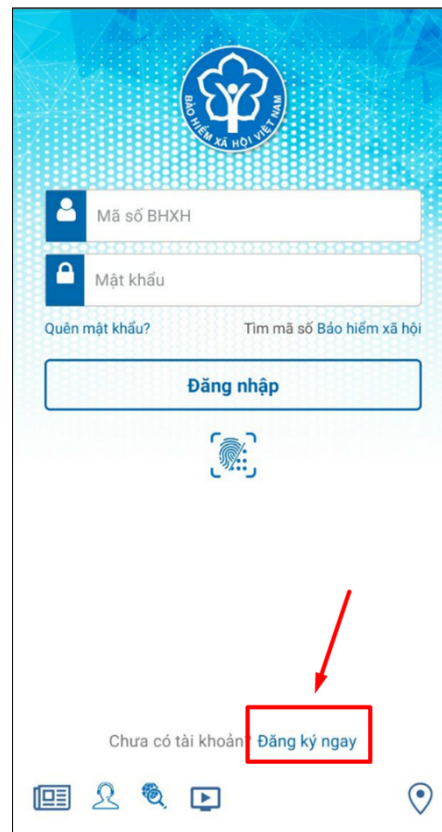 BẢO HIỂM XÃ HỘI VIỆT NAM
Mã số BHXH
Mật khẩu
Quên mật khẩu? Tìm mã số Bảo hiểm xã hội
Đăng nhập
Chưa có tài khoản? Đăng ký ngay